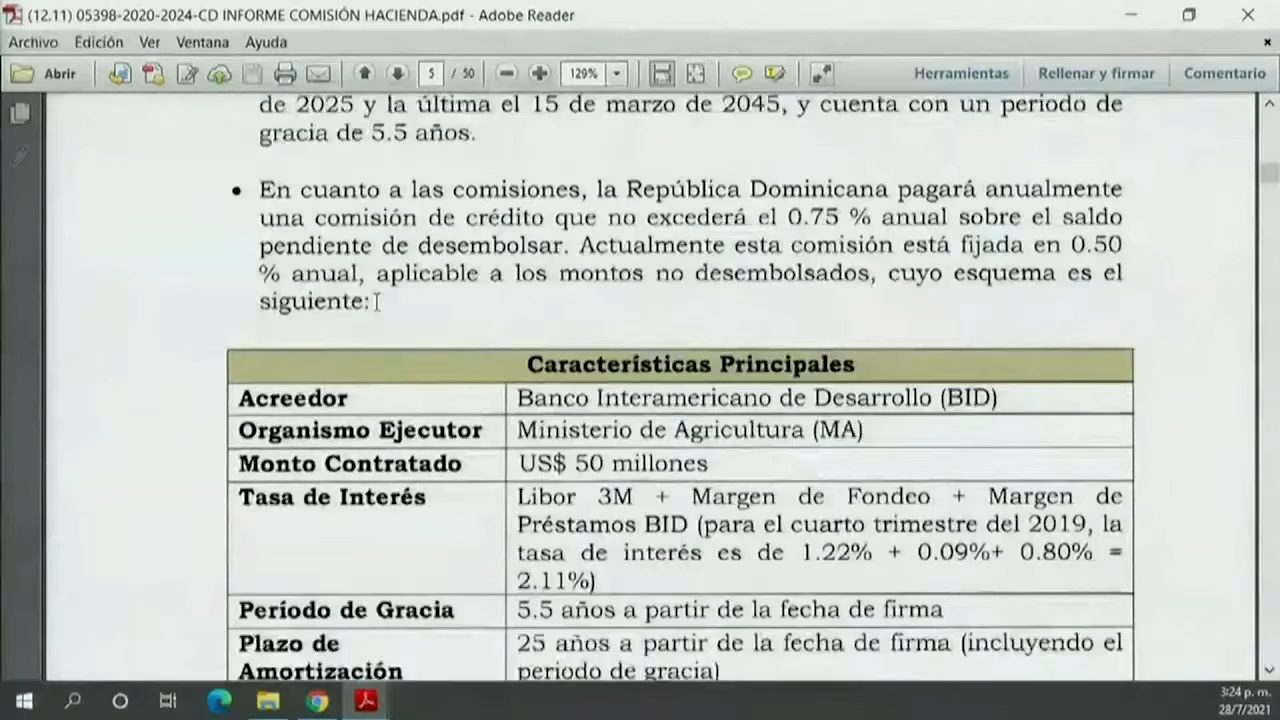 (12.11) 05398-2020-2024-CD INFORME COMISIÓN HACIENDA.pdf - Adobe Reader
Archivo Edición Ver Ventana Ayuda
Abrir 5 / 50 129% Herramientas Rellenar y firmar Comentario
de 2025 y la última el 15 de marzo de 2045, y cuenta con un periodo de
gracia de 5.5 años.
• En cuanto a las comisiones, la República Dominicana pagará anualmente
una comisión de crédito que no excederá el 0.75 % anual sobre el saldo
pendiente de desembolsar. Actualmente esta comisión está fijada en 0.50
% anual, aplicable a los montos no desembolsados, cuyo esquema es el
siguiente:
Características Principales
Acreedor Banco Interamericano de Desarrollo (BID)
Organismo Ejecutor Ministerio de Agricultura (MA)
Monto Contratado US$ 50 millones
Tasa de Interés Libor 3M + Margen de Fondeo + Margen de
Préstamos BID (para el cuarto trimestre del 2019, la
tasa de interés es de 1.22% + 0.09%+ 0.80% =
2.11%)
Período de Gracia 5.5 años a partir de la fecha de firma
Plazo de 25 años a partir de la fecha de firma (incluyendo el
Amortización periodo de gracia)
3:24 p. m.
28/7/2021